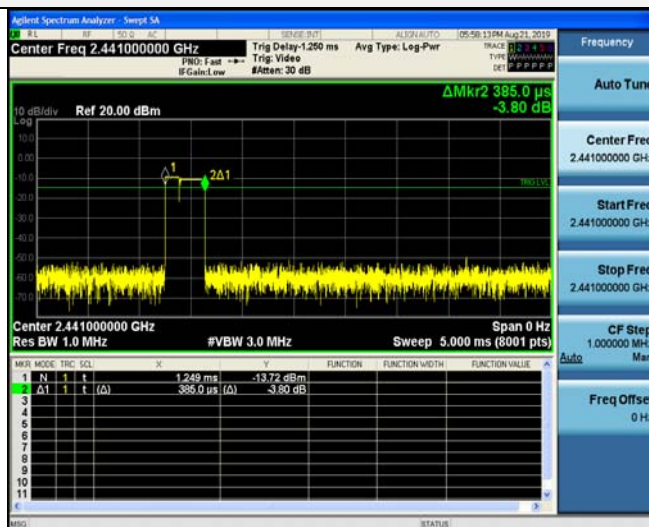 Agilent Spectrum Analyzer - Swept SA
RL RF 50 Ω AC SENSE:INT ALIGN AUTO 05:58:13 PM Aug 21, 2019
Center Freq 2.441000000 GHz
PNO: Fast
IFGain:Low
Trig Delay-1.250 ms
Trig: Video
#Atten: 30 dB
Avg Type: Log-Pwr
TRACE 1 2 3 4 5 6
TYPE
DET P P P P P P
Frequency
Auto Tune
Center Freq
2.441000000 GHz
Start Freq
2.441000000 GHz
Stop Freq
2.441000000 GHz
CF Step
1.000000 MHz
Auto Man
Freq Offset
0 Hz
ΔMkr2 385.0 µs
-3.80 dB
10 dB/div Ref 20.00 dBm
Log
10.0
0.00
-10.0
-20.0
-30.0
-40.0
-50.0
-60.0
-70.0
1
2Δ1
TRIG LVL
Center 2.441000000 GHz Span 0 Hz
Res BW 1.0 MHz #VBW 3.0 MHz Sweep 5.000 ms (8001 pts)
MKR MODE TRC SCL X Y FUNCTION FUNCTION WIDTH FUNCTION VALUE
1 N 1 t 1.249 ms -13.72 dBm
2 Δ1 1 t (Δ) 385.0 µs (Δ) -3.80 dB
3
4
5
6
7
8
9
10
11
MSG STATUS